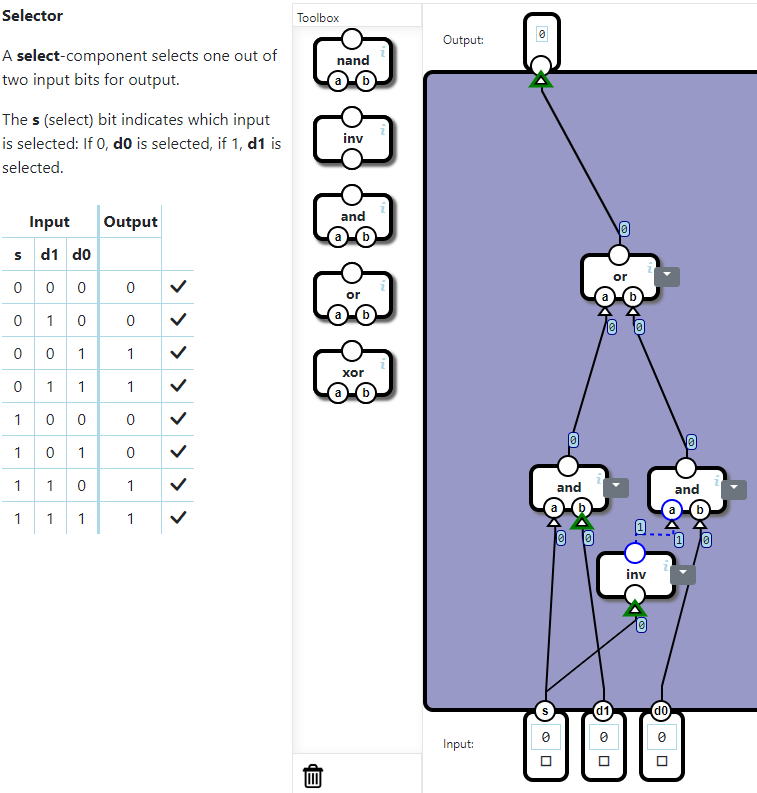 Selector
A select-component selects one out of
two input bits for output.
The s (select) bit indicates which input
is selected: If 0, d0 is selected, if 1, d1 is
selected.
Input Output
s d1 d0
0 0 0 0
0 1 0 0
0 0 1 1
0 1 1 1
1 0 0 0
1 0 1 0
1 1 0 1
1 1 1 1
Toolbox
nand
i
a b
inv
i
and
i
a b
or
i
a b
xor
i
a b
Output:
0
0
or
i
a b
0 0
0 0
and
i
a b
and
i
a b
0 0
1 1 0
inv
i
0
s d1 d0
Input:
0 0 0